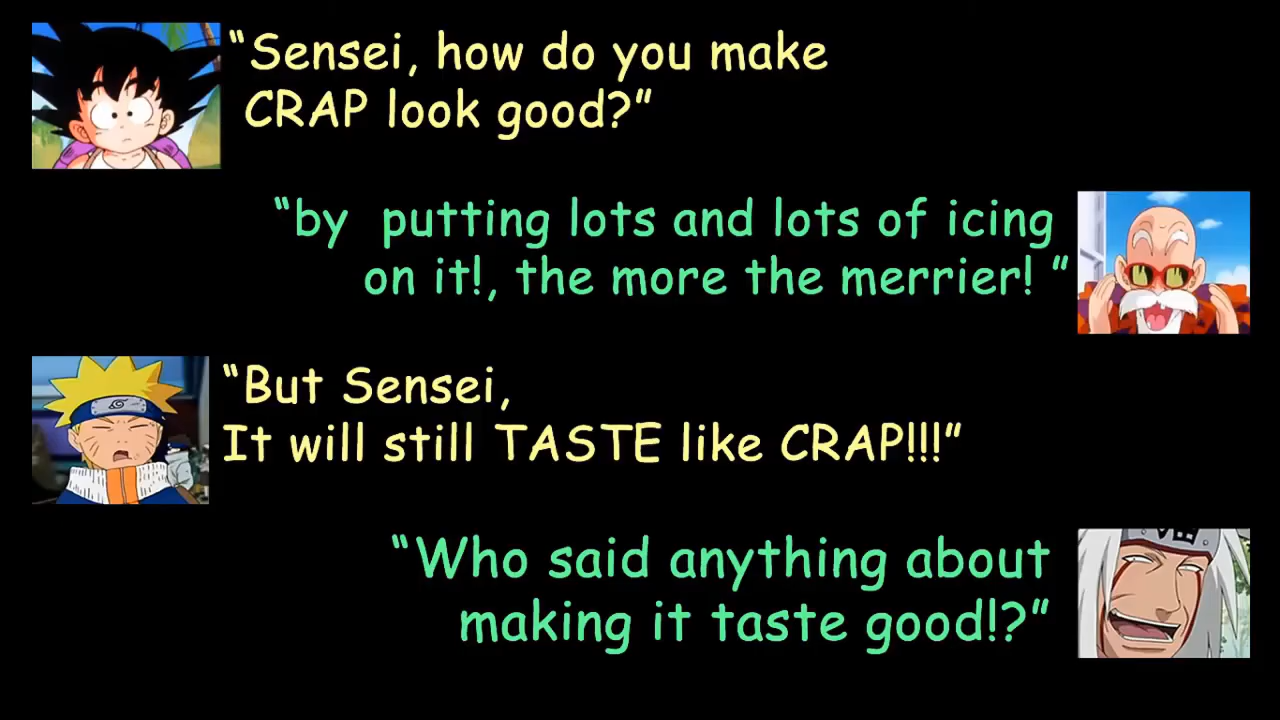 “Sensei, how do you make
CRAP look good?”
“by putting lots and lots of icing
on it!, the more the merrier! ”
“But Sensei,
It will still TASTE like CRAP!!!”
“Who said anything about
making it taste good!?”